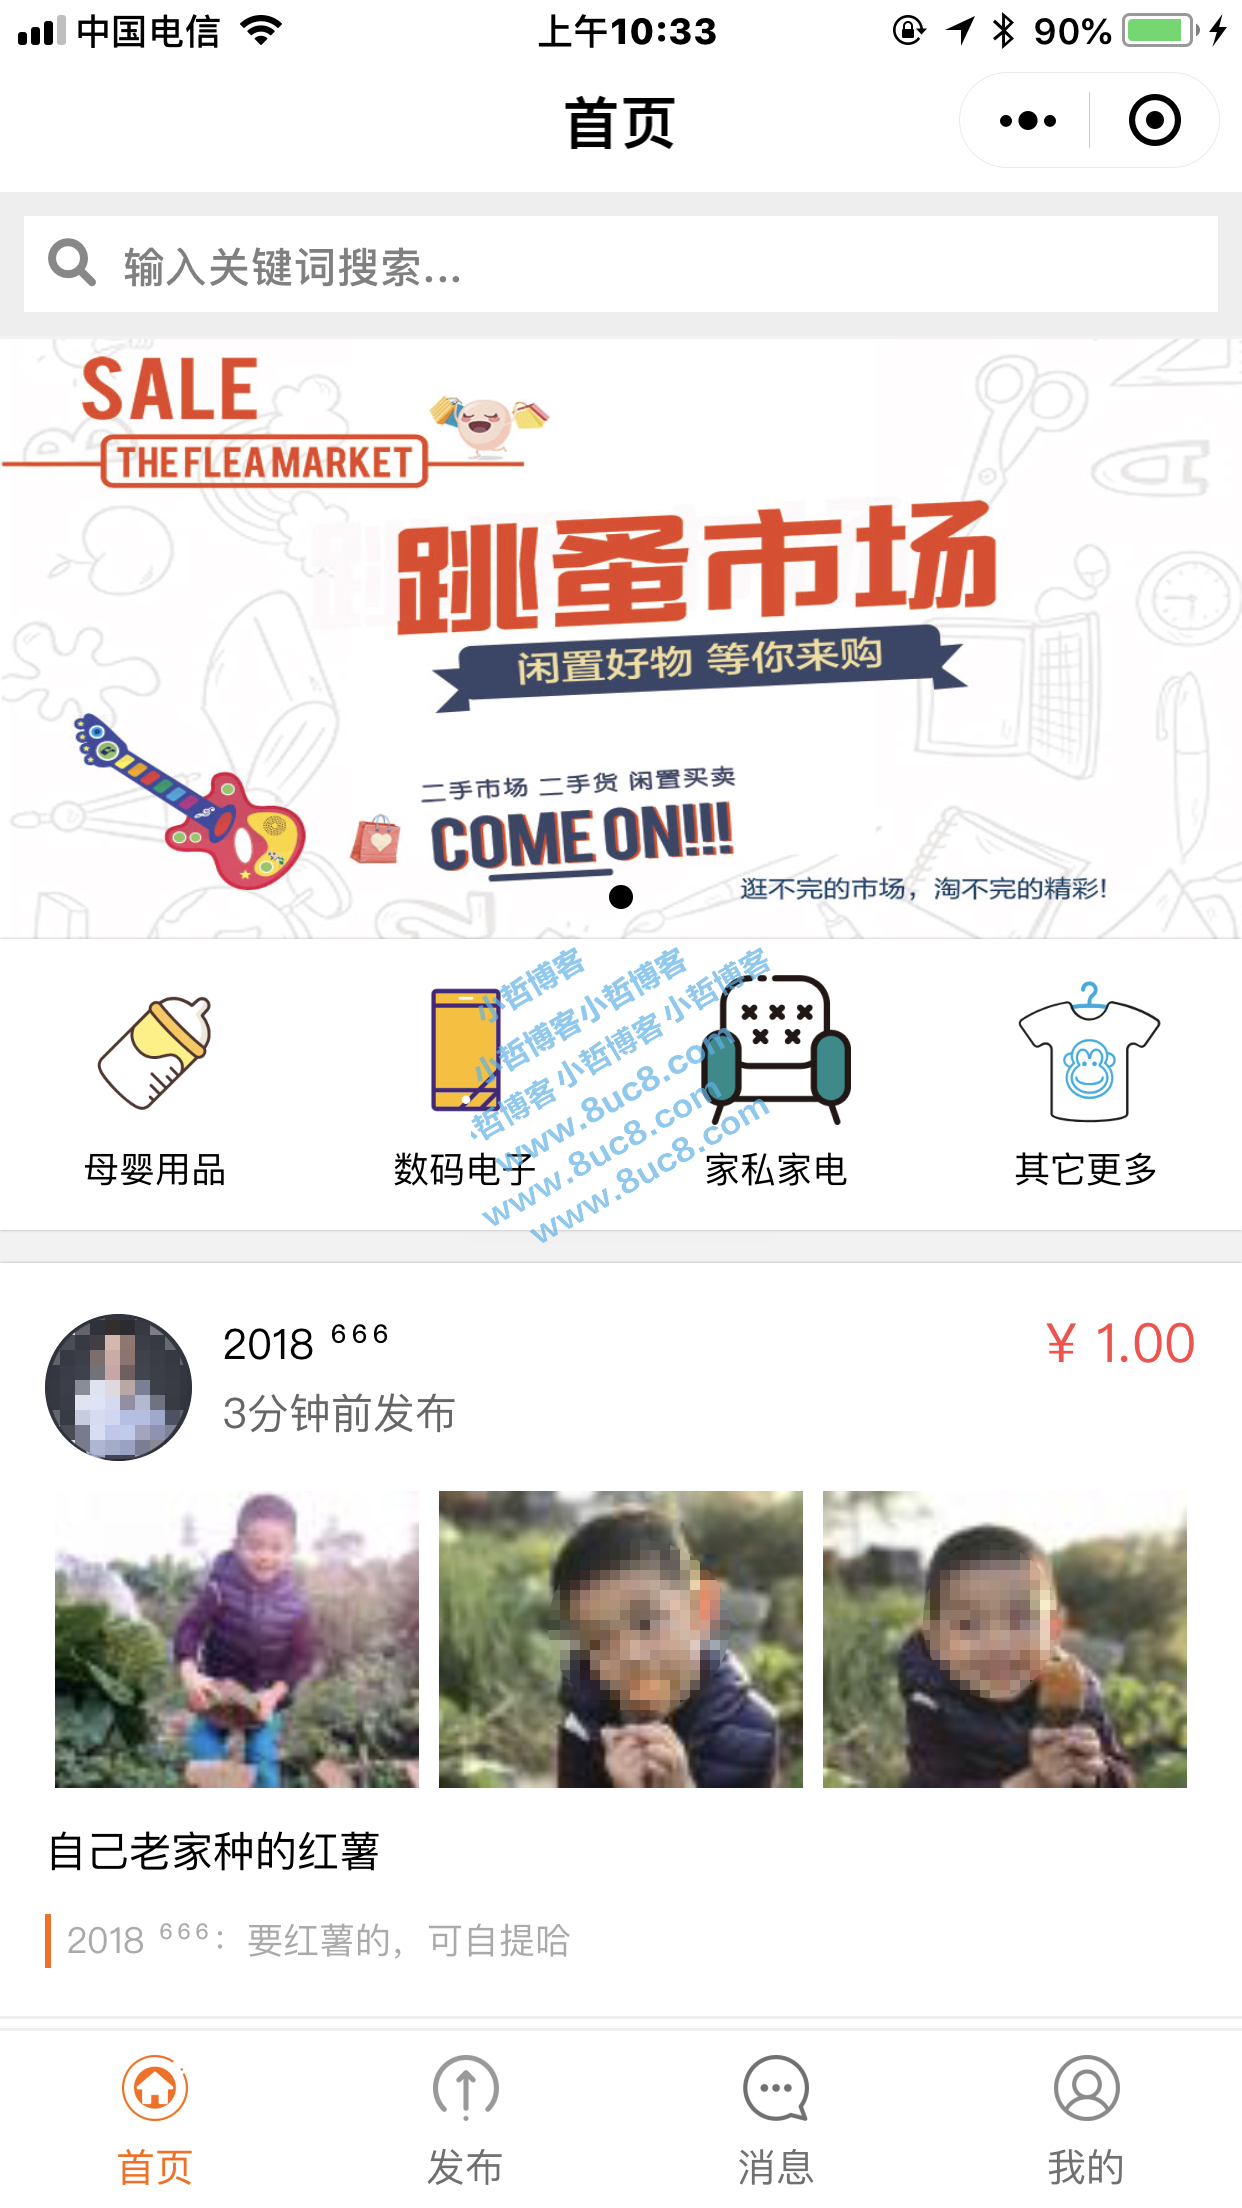 中国电信
上午10:33
90%
首页
输入关键词搜索...
SALE
THE FLEA MARKET
跳蚤市场
闲置好物 等你来购
二手市场 二手货 闲置买卖
COME ON!!!
逛不完的市场，淘不完的精彩!
小哲博客
小哲博客小哲博客
小哲博客小哲博客
www.8uc8.com
www.8uc8.com
www.8uc8.com
母婴用品
数码电子
家私家电
其它更多
2018 ⁶⁶⁶
¥ 1.00
3分钟前发布
自己老家种的红薯
2018 ⁶⁶⁶：要红薯的，可自提哈
首页
发布
消息
我的